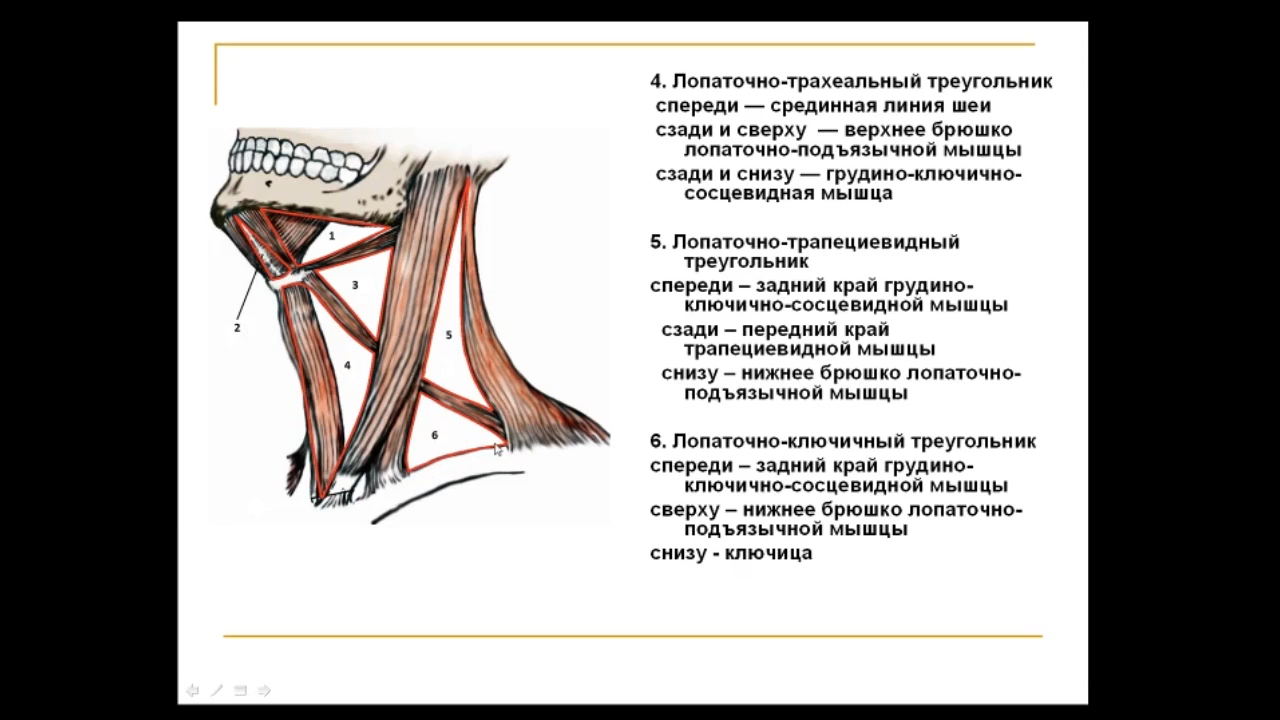 4. Лопаточно-трахеальный треугольник
спереди — срединная линия шеи
сзади и сверху — верхнее брюшко
лопаточно-подъязычной мышцы
сзади и снизу — грудино-ключично-
сосцевидная мышца
5. Лопаточно-трапециевидный
треугольник
спереди – задний край грудино-
ключично-сосцевидной мышцы
сзади – передний край
трапециевидной мышцы
снизу – нижнее брюшко лопаточно-
подъязычной мышцы
6. Лопаточно-ключичный треугольник
спереди – задний край грудино-
ключично-сосцевидной мышцы
сверху – нижнее брюшко лопаточно-
подъязычной мышцы
снизу - ключица
1
3
2
5
4
6